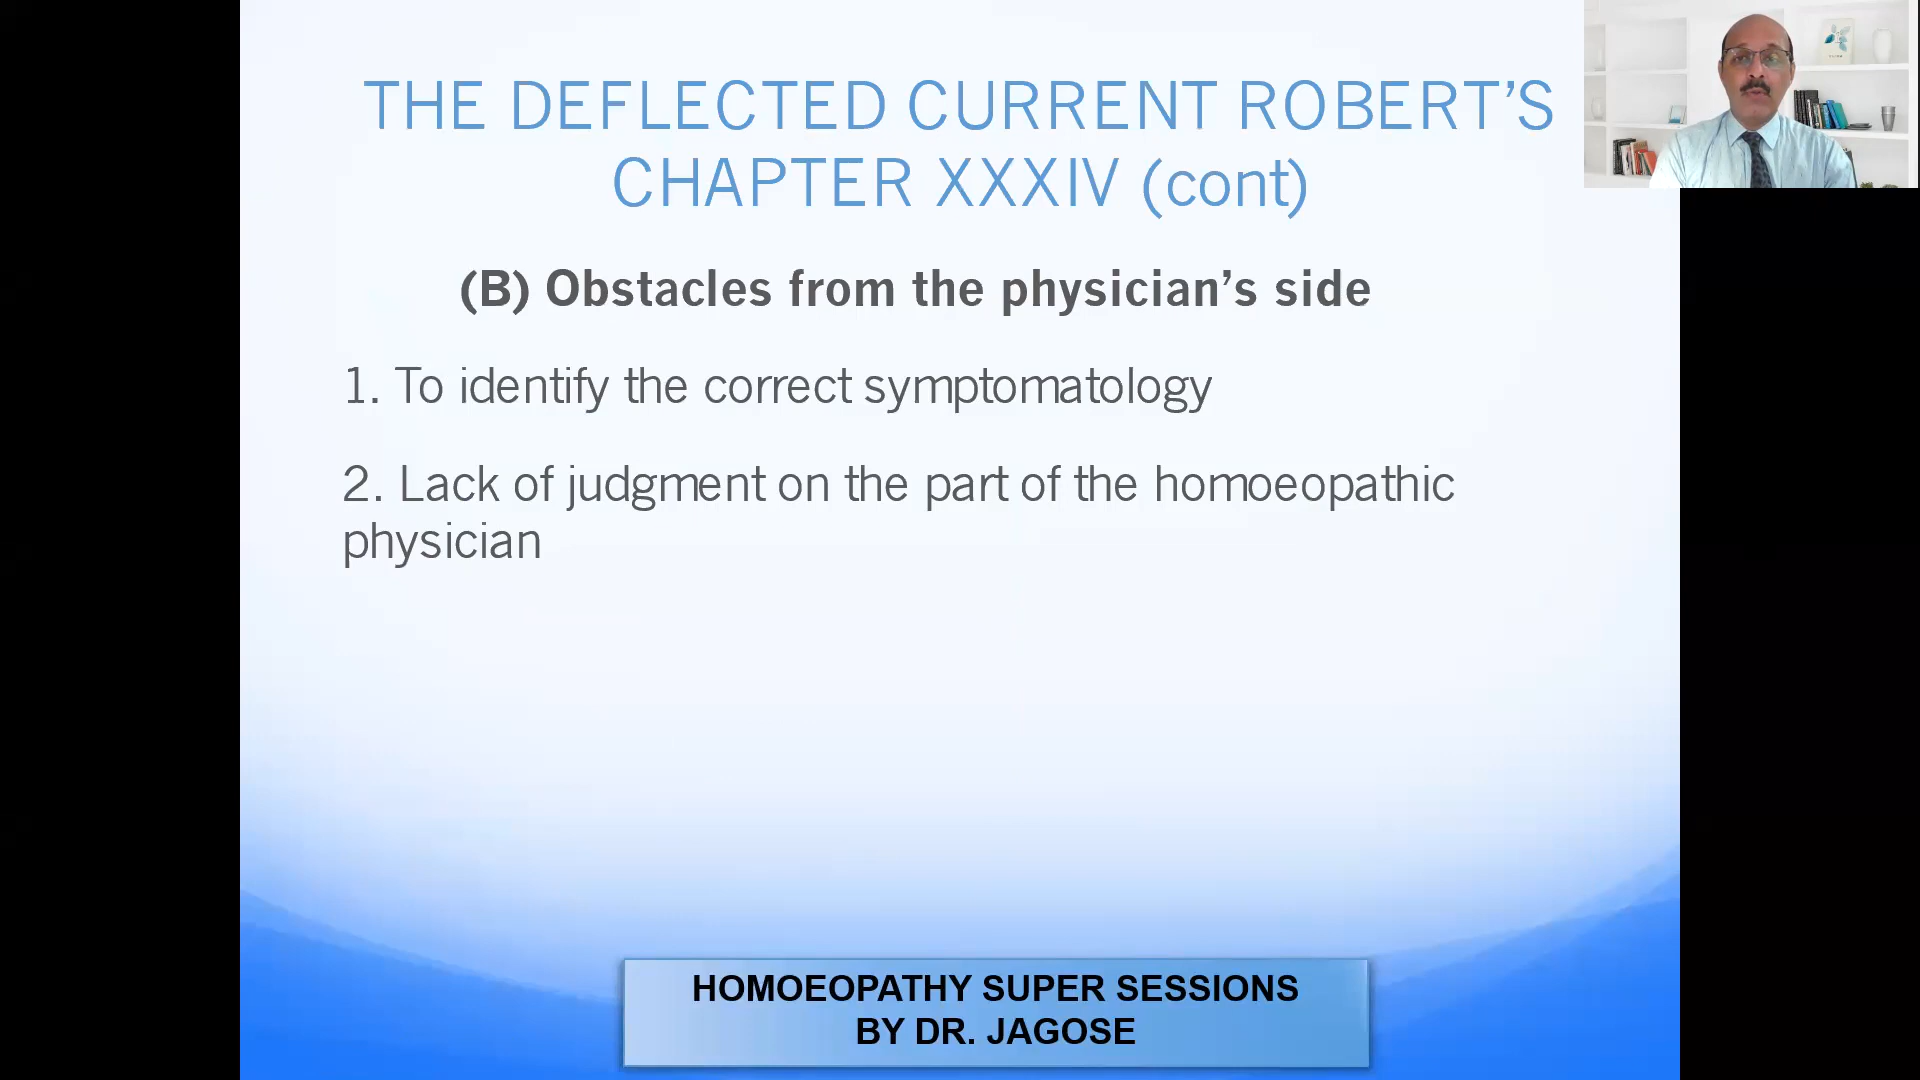 THE DEFLECTED CURRENT ROBERT’S
CHAPTER XXXIV (cont)
(B) Obstacles from the physician’s side
1. To identify the correct symptomatology
2. Lack of judgment on the part of the homoeopathic
physician
HOMOEOPATHY SUPER SESSIONS
BY DR. JAGOSE